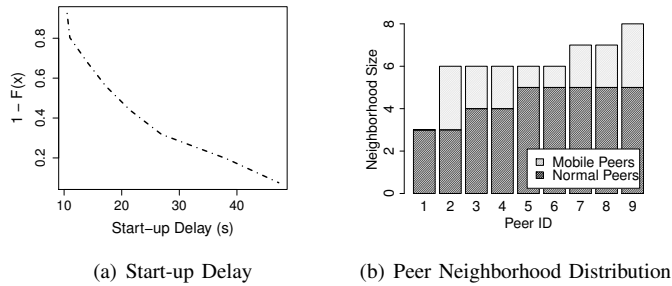 1 − F(x)
0.8
0.6
0.4
0.2
10 20 30 40
Start−up Delay (s)
(a) Start-up Delay
Neighborhood Size
8
6
4
2
0
Mobile Peers
Normal Peers
1 2 3 4 5 6 7 8 9
Peer ID
(b) Peer Neighborhood Distribution